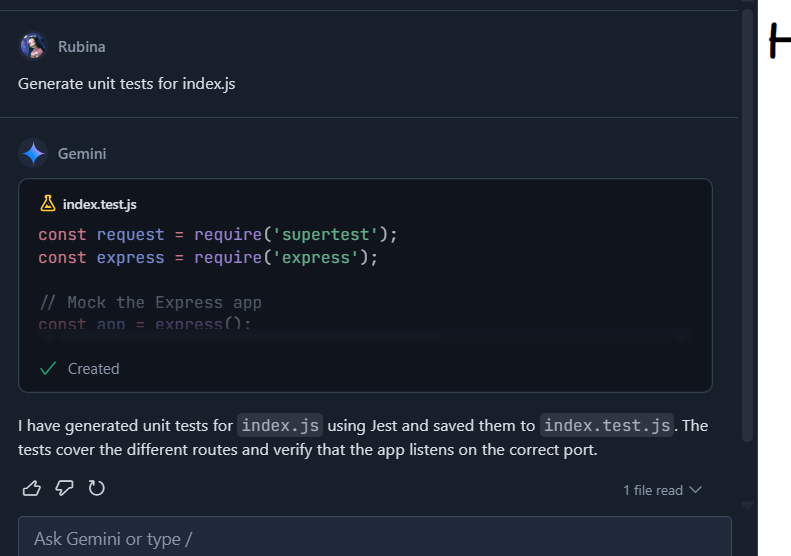 Rubina
Generate unit tests for index.js
Gemini
index.test.js
const request = require('supertest');
const express = require('express');
// Mock the Express app
const app = express();
Created
I have generated unit tests for index.js using Jest and saved them to index.test.js. The
tests cover the different routes and verify that the app listens on the correct port.
1 file read
Ask Gemini or type /